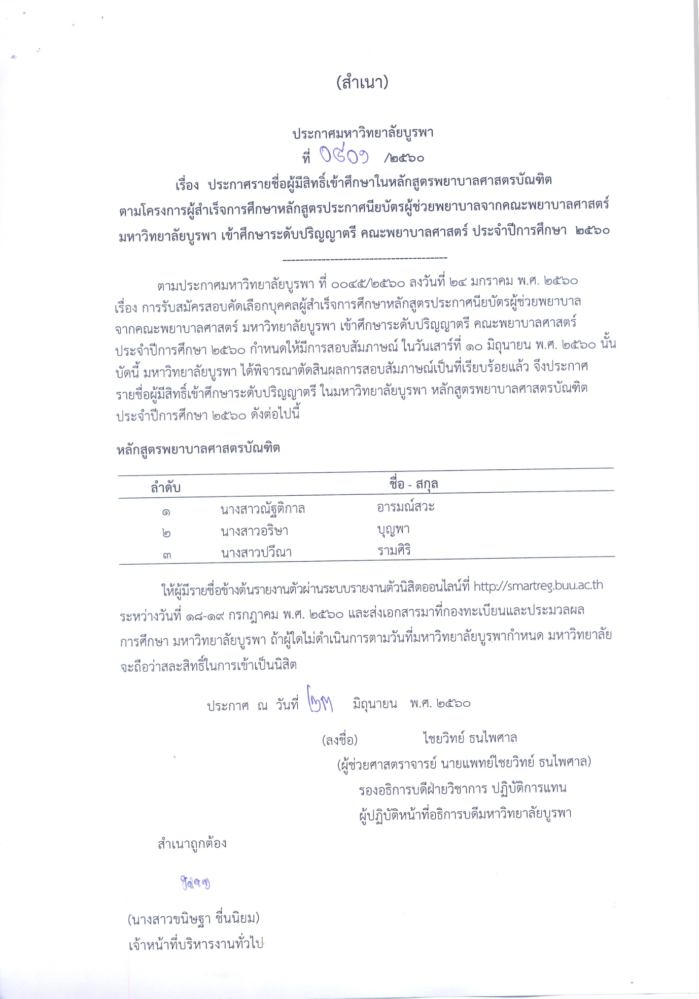 (สำเนา)
ประกาศมหาวิทยาลัยบูรพา
ที่ /๒๕๖๐
เรื่อง ประกาศรายชื่อผู้มีสิทธิ์เข้าศึกษาในหลักสูตรพยาบาลศาสตรบัณฑิต
ตามโครงการผู้สำเร็จการศึกษาหลักสูตรประกาศนียบัตรผู้ช่วยพยาบาลจากคณะพยาบาลศาสตร์
มหาวิทยาลัยบูรพา เข้าศึกษาระดับปริญญาตรี คณะพยาบาลศาสตร์ ประจำปีการศึกษา ๒๕๖๐
---------------------------------------
ตามประกาศมหาวิทยาลัยบูรพา ที่ ๐๐๔๕/๒๕๖๐ ลงวันที่ ๒๔ มกราคม พ.ศ. ๒๕๖๐
เรื่อง การรับสมัครสอบคัดเลือกบุคคลผู้สำเร็จการศึกษาหลักสูตรประกาศนียบัตรผู้ช่วยพยาบาล
จากคณะพยาบาลศาสตร์ มหาวิทยาลัยบูรพา เข้าศึกษาระดับปริญญาตรี คณะพยาบาลศาสตร์
ประจำปีการศึกษา ๒๕๖๐ กำหนดให้มีการสอบสัมภาษณ์ ในวันเสาร์ที่ ๑๐ มิถุนายน พ.ศ. ๒๕๖๐ นั้น
บัดนี้ มหาวิทยาลัยบูรพา ได้พิจารณาตัดสินผลการสอบสัมภาษณ์เป็นที่เรียบร้อยแล้ว จึงประกาศ
รายชื่อผู้มีสิทธิ์เข้าศึกษาระดับปริญญาตรี ในมหาวิทยาลัยบูรพา หลักสูตรพยาบาลศาสตรบัณฑิต
ประจำปีการศึกษา ๒๕๖๐ ดังต่อไปนี้
หลักสูตรพยาบาลศาสตรบัณฑิต
ลำดับ ชื่อ - สกุล
๑ นางสาวณัฐติกาล อารมณ์สวะ
๒ นางสาวอริษา บุญพา
๓ นางสาวปวีณา รามศิริ
ให้ผู้มีรายชื่อข้างต้นรายงานตัวผ่านระบบรายงานตัวนิสิตออนไลน์ที่ http://smartreg.buu.ac.th
ระหว่างวันที่ ๑๘-๑๙ กรกฎาคม พ.ศ. ๒๕๖๐ และส่งเอกสารมาที่กองทะเบียนและประมวลผล
การศึกษา มหาวิทยาลัยบูรพา ถ้าผู้ใดไม่ดำเนินการตามวันที่มหาวิทยาลัยบูรพากำหนด มหาวิทยาลัย
จะถือว่าสละสิทธิ์ในการเข้าเป็นนิสิต
ประกาศ ณ วันที่ ๒๓ มิถุนายน พ.ศ. ๒๕๖๐
(ลงชื่อ) ไชยวิทย์ ธนไพศาล
(ผู้ช่วยศาสตราจารย์ นายแพทย์ไชยวิทย์ ธนไพศาล)
รองอธิการบดีฝ่ายวิชาการ ปฏิบัติการแทน
ผู้ปฏิบัติหน้าที่อธิการบดีมหาวิทยาลัยบูรพา
สำเนาถูกต้อง
(นางสาวขนิษฐา ชื่นนิยม)
เจ้าหน้าที่บริหารงานทั่วไป